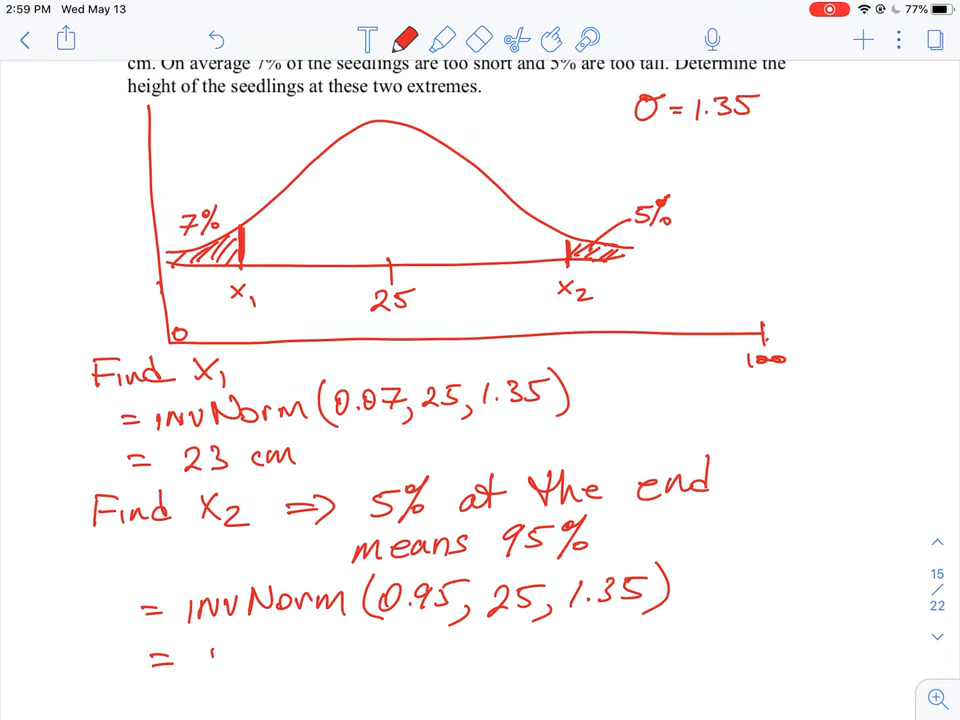 2:59 PM Wed May 13
77%
T
cm. On average 7% of the seedlings are too short and 5% are too tall. Determine the
height of the seedlings at these two extremes.
σ = 1.35
7%
5%
x₁
25
x₂
0
100
Find x₁
= invNorm(0.07, 25, 1.35)
= 23 cm
Find x₂ => 5% at the end
means 95%
= invNorm(0.95, 25, 1.35)
=
15
/
22